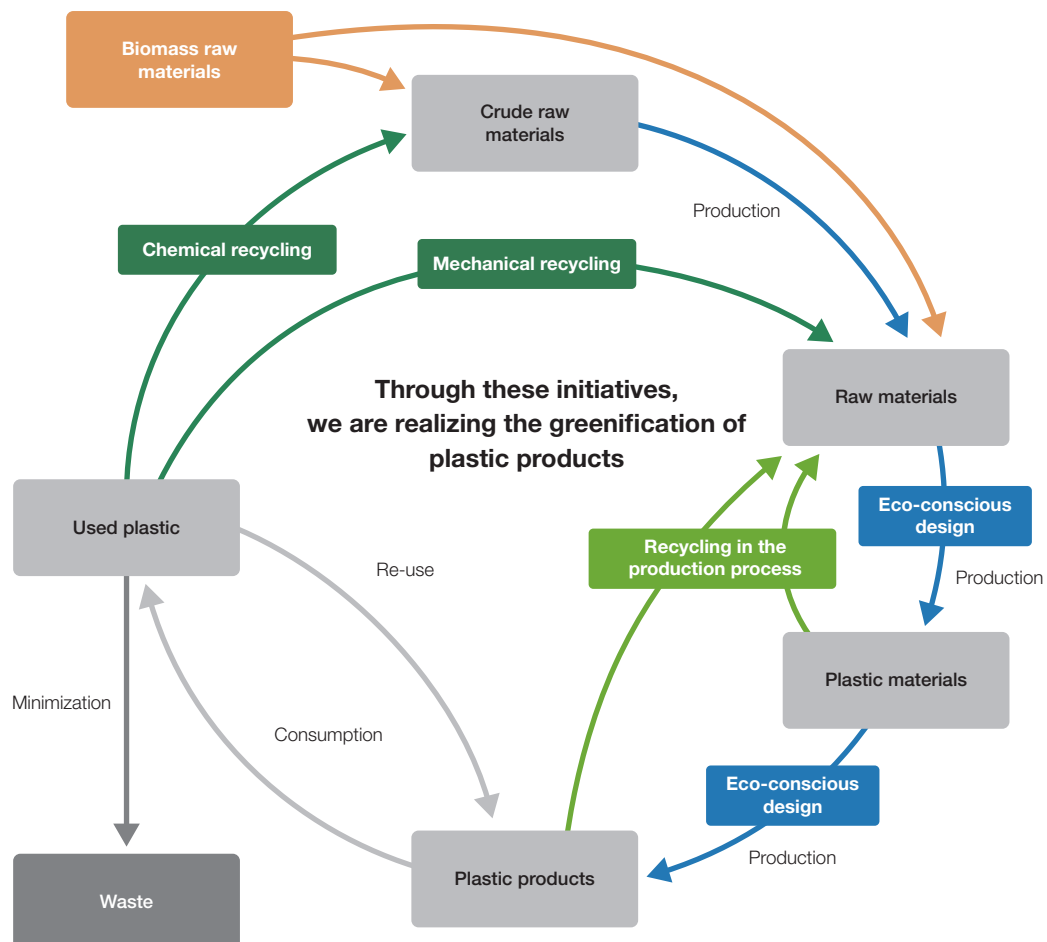 Biomass raw
materials
Crude raw
materials
Production
Chemical recycling
Mechanical recycling
Through these initiatives,
we are realizing the greenification of
plastic products
Raw materials
Used plastic
Eco-conscious
design
Recycling in the
production process
Re-use
Production
Plastic materials
Minimization
Consumption
Eco-conscious
design
Production
Plastic products
Waste